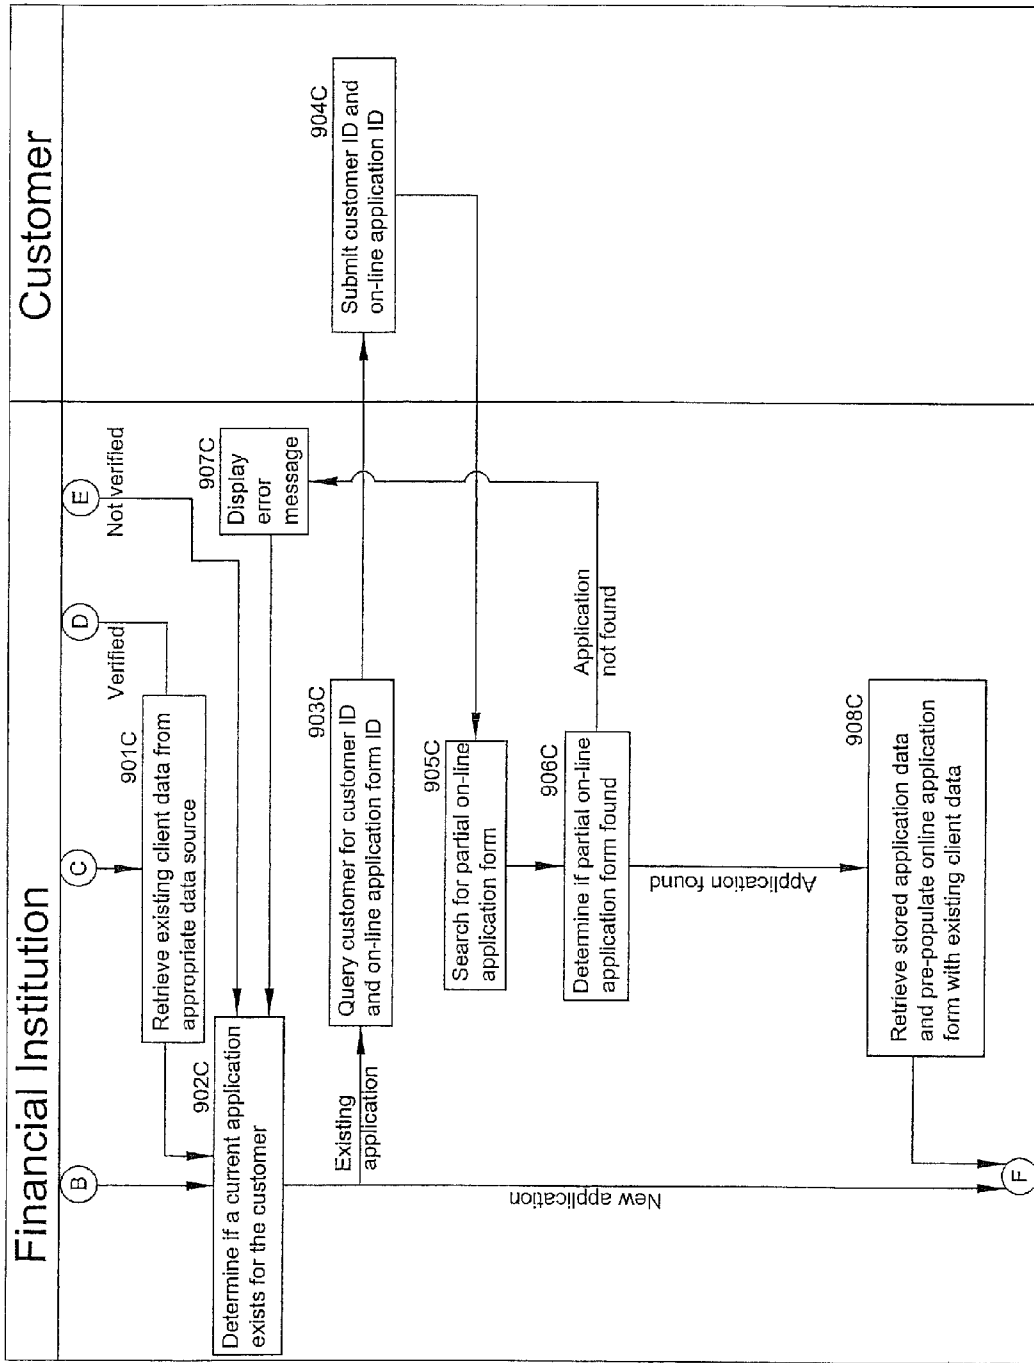 Financial Institution
Customer
B
C
D
E
Verified
Not verified
901C
Retrieve existing client data from
appropriate data source
902C
Determine if a current application
exists for the customer
907C
Display
error
message
Existing
application
903C
Query customer for customer ID
and on-line application form ID
904C
Submit customer ID and
on-line application ID
905C
Search for partial on-line
application form
906C
Determine if partial on-line
application form found
Application
not found
Application found
New application
908C
Retrieve stored application data
and pre-populate online application
form with existing client data
F